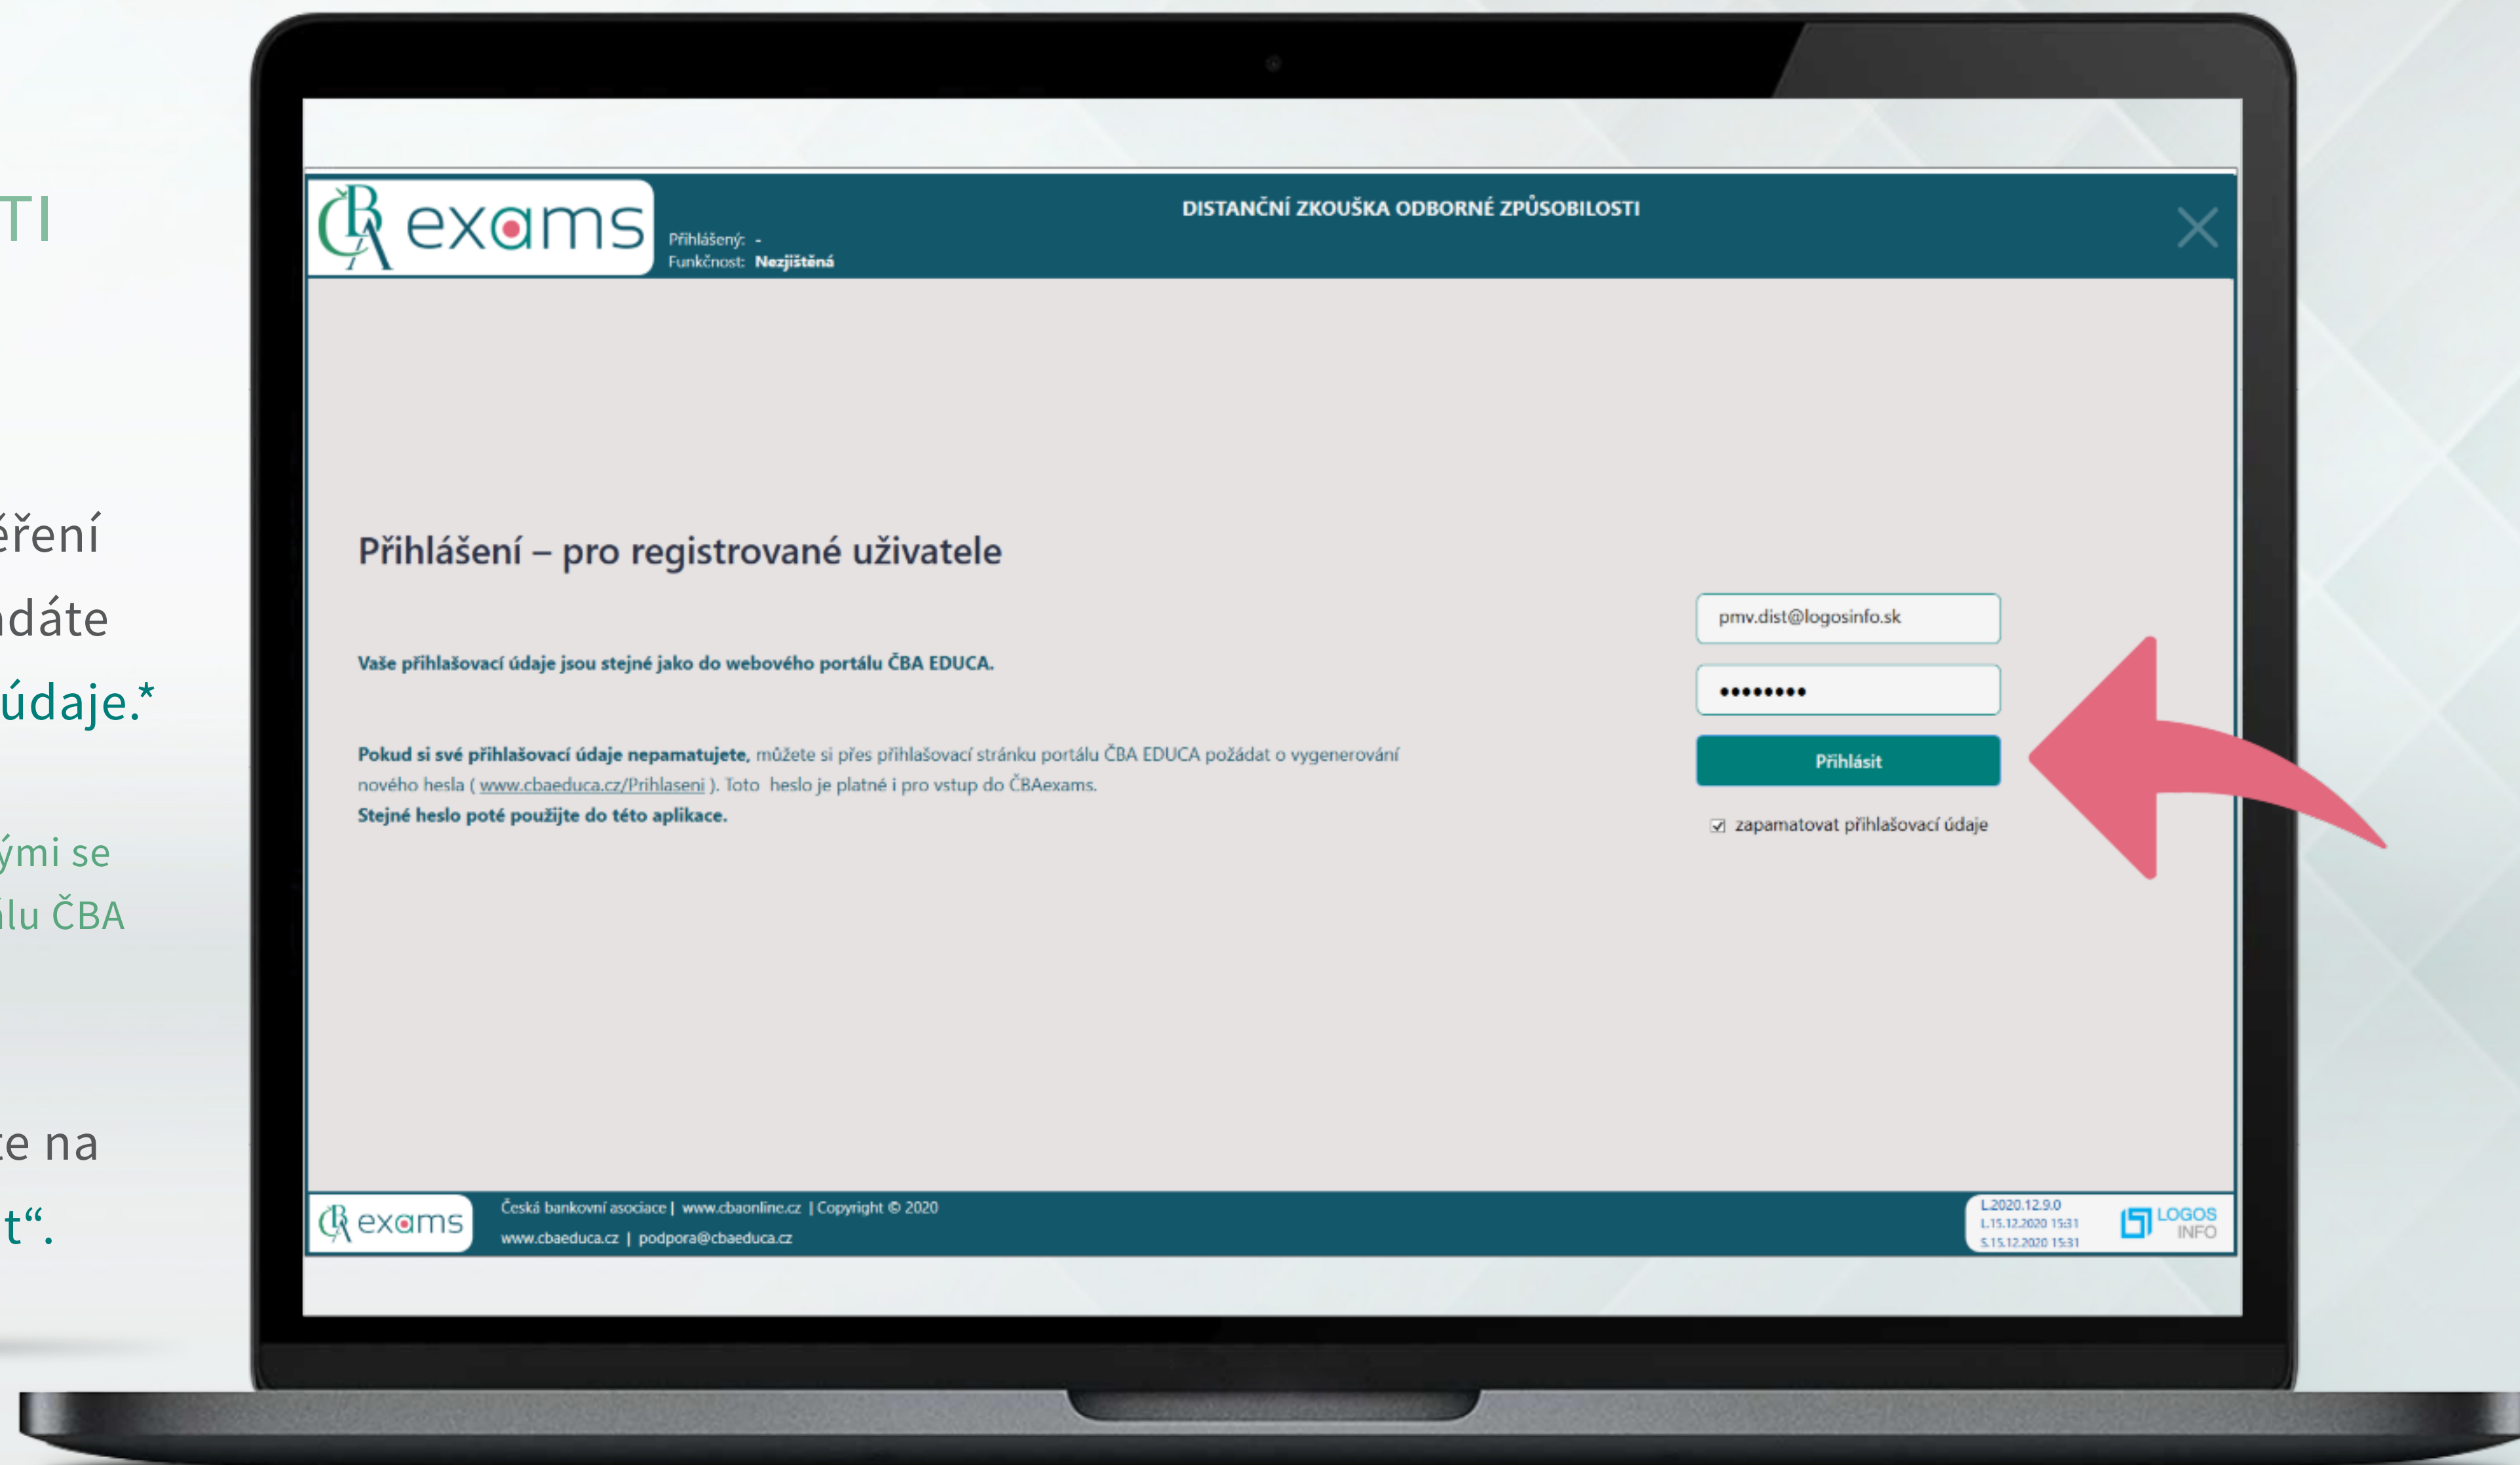 TI
ěření
adáte
údaje.*
ými se
álu ČBA
te na
t“.
ČBA exams
Přihlášený: -
Funkčnost: Nezjištěná
DISTANČNÍ ZKOUŠKA ODBORNÉ ZPŮSOBILOSTI
Přihlášení – pro registrované uživatele
Vaše přihlašovací údaje jsou stejné jako do webového portálu ČBA EDUCA.
Pokud si své přihlašovací údaje nepamatujete, můžete si přes přihlašovací stránku portálu ČBA EDUCA požádat o vygenerování
nového hesla ( www.cbaeduca.cz/Prihlaseni ). Toto heslo je platné i pro vstup do ČBAexams.
Stejné heslo poté použijte do této aplikace.
pmv.dist@logosinfo.sk
••••••••
Přihlásit
zapamatovat přihlašovací údaje
ČBA exams
Česká bankovní asociace | www.cbaonline.cz | Copyright © 2020
www.cbaeduca.cz | podpora@cbaeduca.cz
L.2020.12.9.0
L.15.12.2020 15:31
S.15.12.2020 15:31
LOGOS
INFO